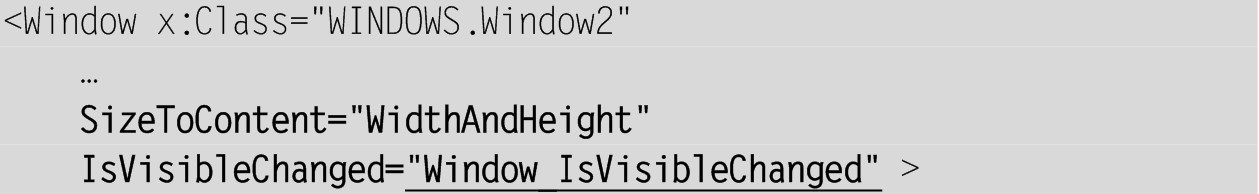 <Window x:Class="WINDOWS.Window2"
…
SizeToContent="WidthAndHeight"
IsVisibleChanged="Window_IsVisibleChanged" >